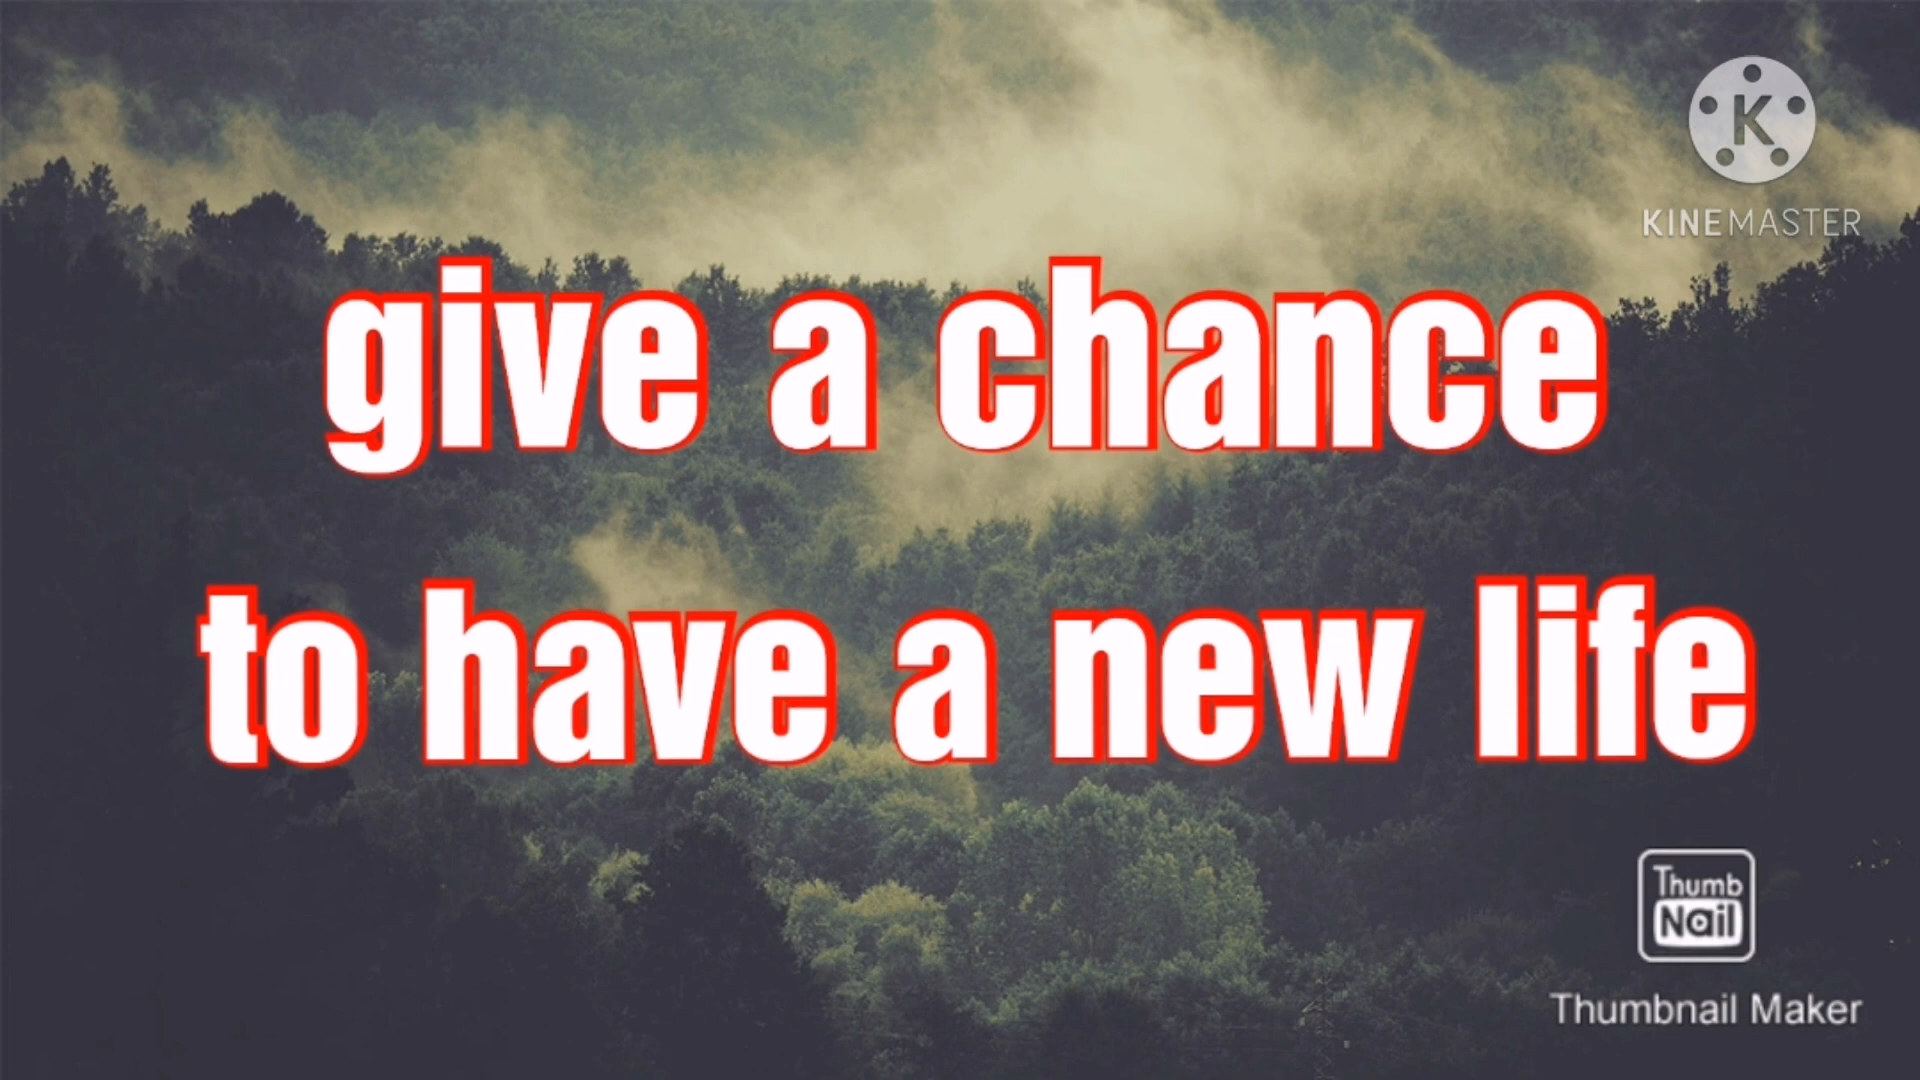 K
KINEMASTER
give a chance
to have a new life
Thumb
Nail
Thumbnail Maker